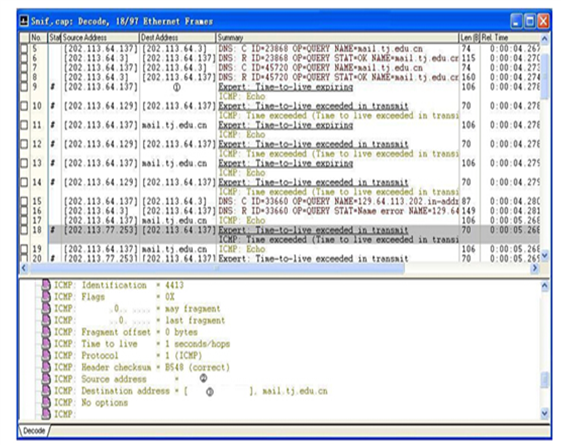 Snif.cap: Decode, 18/97 Ethernet Frames
No. Stat Source Address Dest Address Summary Len (B) Rel. Time
5 [202.113.64.137] [202.113.64.3] DNS: C ID=23868 OP=QUERY NAME=mail.tj.edu.cn 74 0:00:04.267
6 [202.113.64.3] [202.113.64.137] DNS: R ID=23868 OP=QUERY STAT=OK NAME=mail.tj.edu.cr 115 0:00:04.270
7 [202.113.64.137] [202.113.64.3] DNS: C ID=45720 OP=QUERY NAME=mail.tj.edu.cn 74 0:00:04.273
8 [202.113.64.3] [202.113.64.137] DNS: R ID=45720 OP=QUERY STAT=OK NAME=mail.tj.edu.cr 160 0:00:04.274
9 # [202.113.64.137] ① Expert: Time-to-live expiring 106 0:00:04.278
ICMP: Echo
10 # [202.113.64.129] [202.113.64.137] Expert: Time-to-live exceeded in transmit 70 0:00:04.278
ICMP: Time exceeded (Time to live exceeded in transi
11 # [202.113.64.137] mail.tj.edu.cn Expert: Time-to-live expiring 106 0:00:04.278
ICMP: Echo
12 # [202.113.64.129] [202.113.64.137] Expert: Time-to-live exceeded in transmit 70 0:00:04.278
ICMP: Time exceeded (Time to live exceeded in transi
13 # [202.113.64.137] mail.tj.edu.cn Expert: Time-to-live expiring 106 0:00:04.279
ICMP: Echo
14 # [202.113.64.129] [202.113.64.137] Expert: Time-to-live exceeded in transmit 70 0:00:04.279
ICMP: Time exceeded (Time to live exceeded in transi
15 [202.113.64.137] [202.113.64.3] DNS: C ID=33660 OP=QUERY NAME=129.64.113.202.in-addr 87 0:00:04.280
16 [202.113.64.3] [202.113.64.137] DNS: R ID=33660 OP=QUERY STAT=Name error NAME=129.64 149 0:00:04.281
17 [202.113.64.137] mail.tj.edu.cn ICMP: Echo 106 0:00:05.268
18 # [202.113.77.253] [202.113.64.137] Expert: Time-to-live exceeded in transmit 70 0:00:05.268
ICMP: Time exceeded (Time to live exceeded in transi
19 [202.113.64.137] mail.tj.edu.cn ICMP: Echo 106 0:00:05.268
20 # [202.113.77.253] [202.113.64.137] Expert: Time-to-live exceeded in transmit 70 0:00:05.269
ICMP: Identification = 4413
ICMP: Flags = 0X
ICMP: .0.. .... = may fragment
ICMP: ..0. .... = last fragment
ICMP: Fragment offset = 0 bytes
ICMP: Time to live = 1 seconds/hops
ICMP: Protocol = 1 (ICMP)
ICMP: Header checksum = B548 (correct)
ICMP: Source address =
ICMP: Destination address = [ ], mail.tj.edu.cn
ICMP: No options
ICMP:
Decode